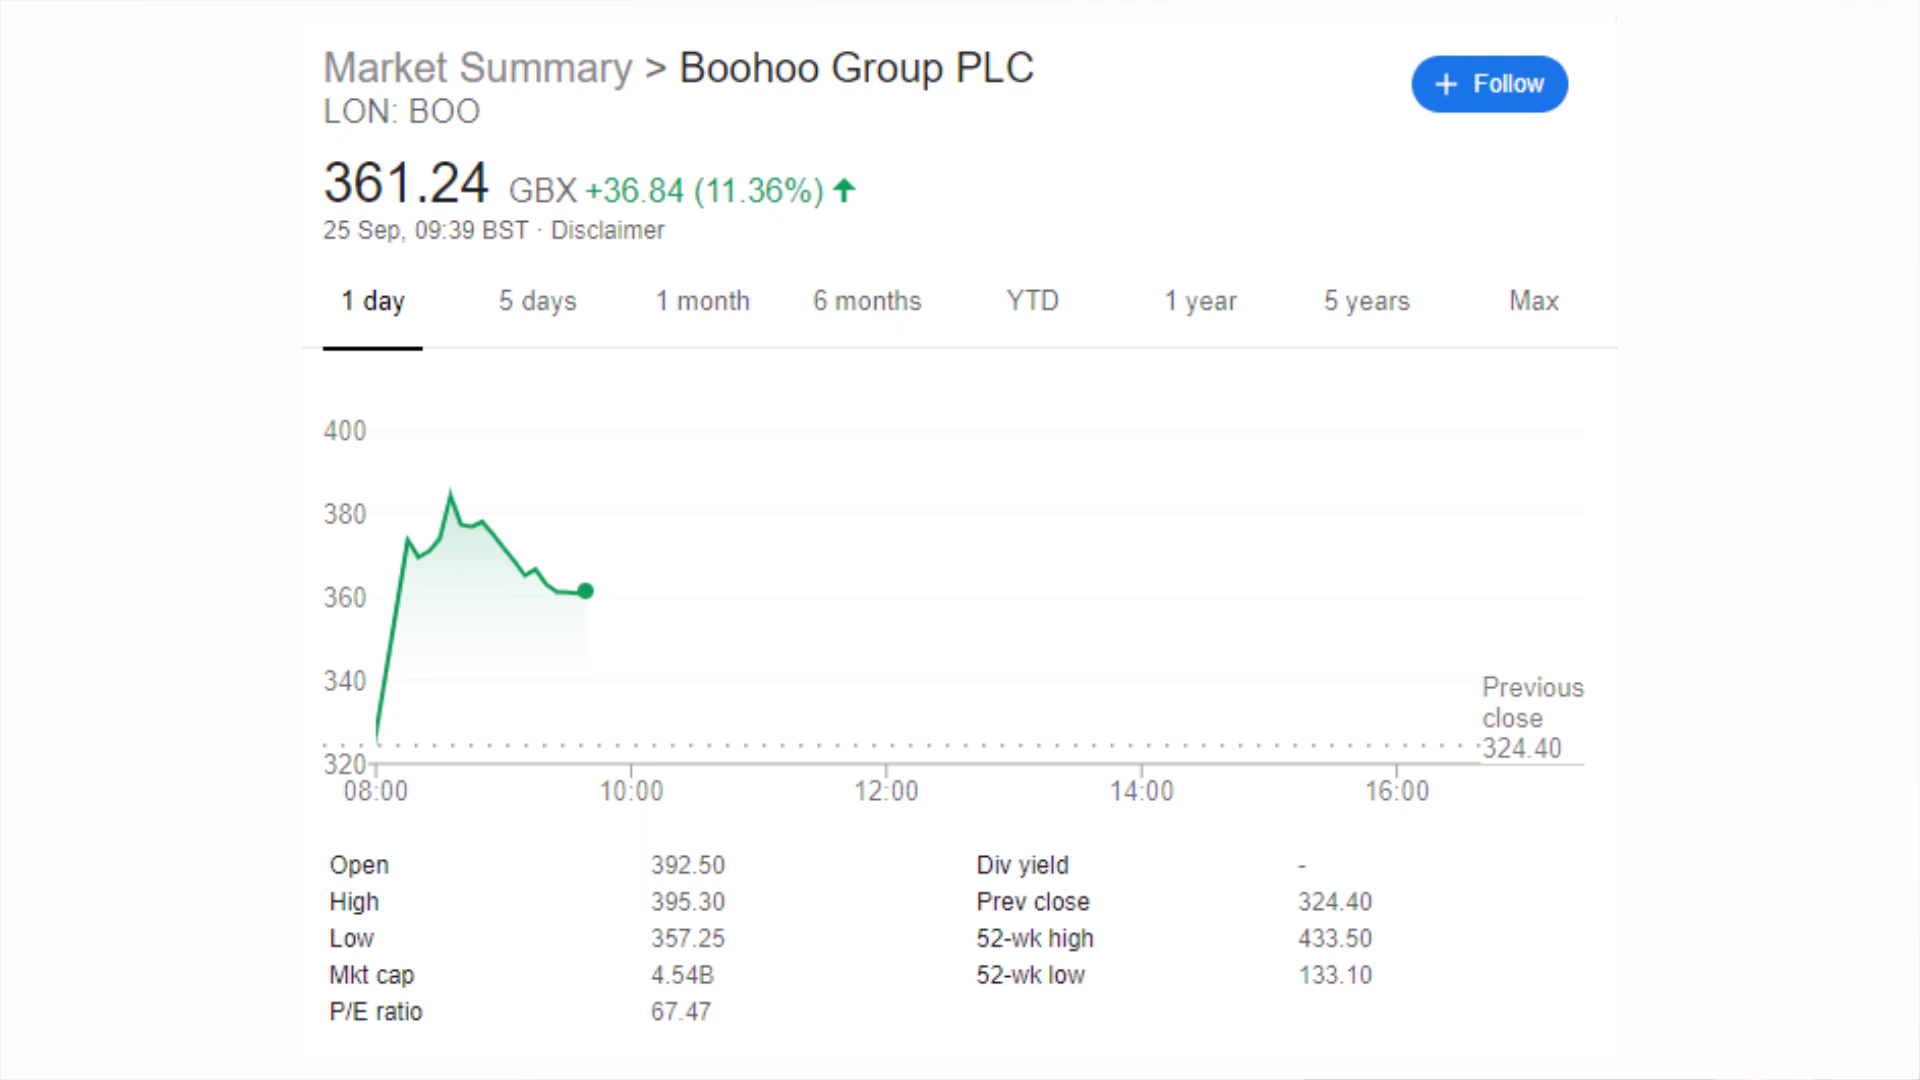 Market Summary > Boohoo Group PLC
LON: BOO
+ Follow
361.24 GBX +36.84 (11.36%)
25 Sep, 09:39 BST · Disclaimer
1 day 5 days 1 month 6 months YTD 1 year 5 years Max
400
380
360
340
320
Previous
close
324.40
08:00 10:00 12:00 14:00 16:00
Open 392.50 Div yield -
High 395.30 Prev close 324.40
Low 357.25 52-wk high 433.50
Mkt cap 4.54B 52-wk low 133.10
P/E ratio 67.47